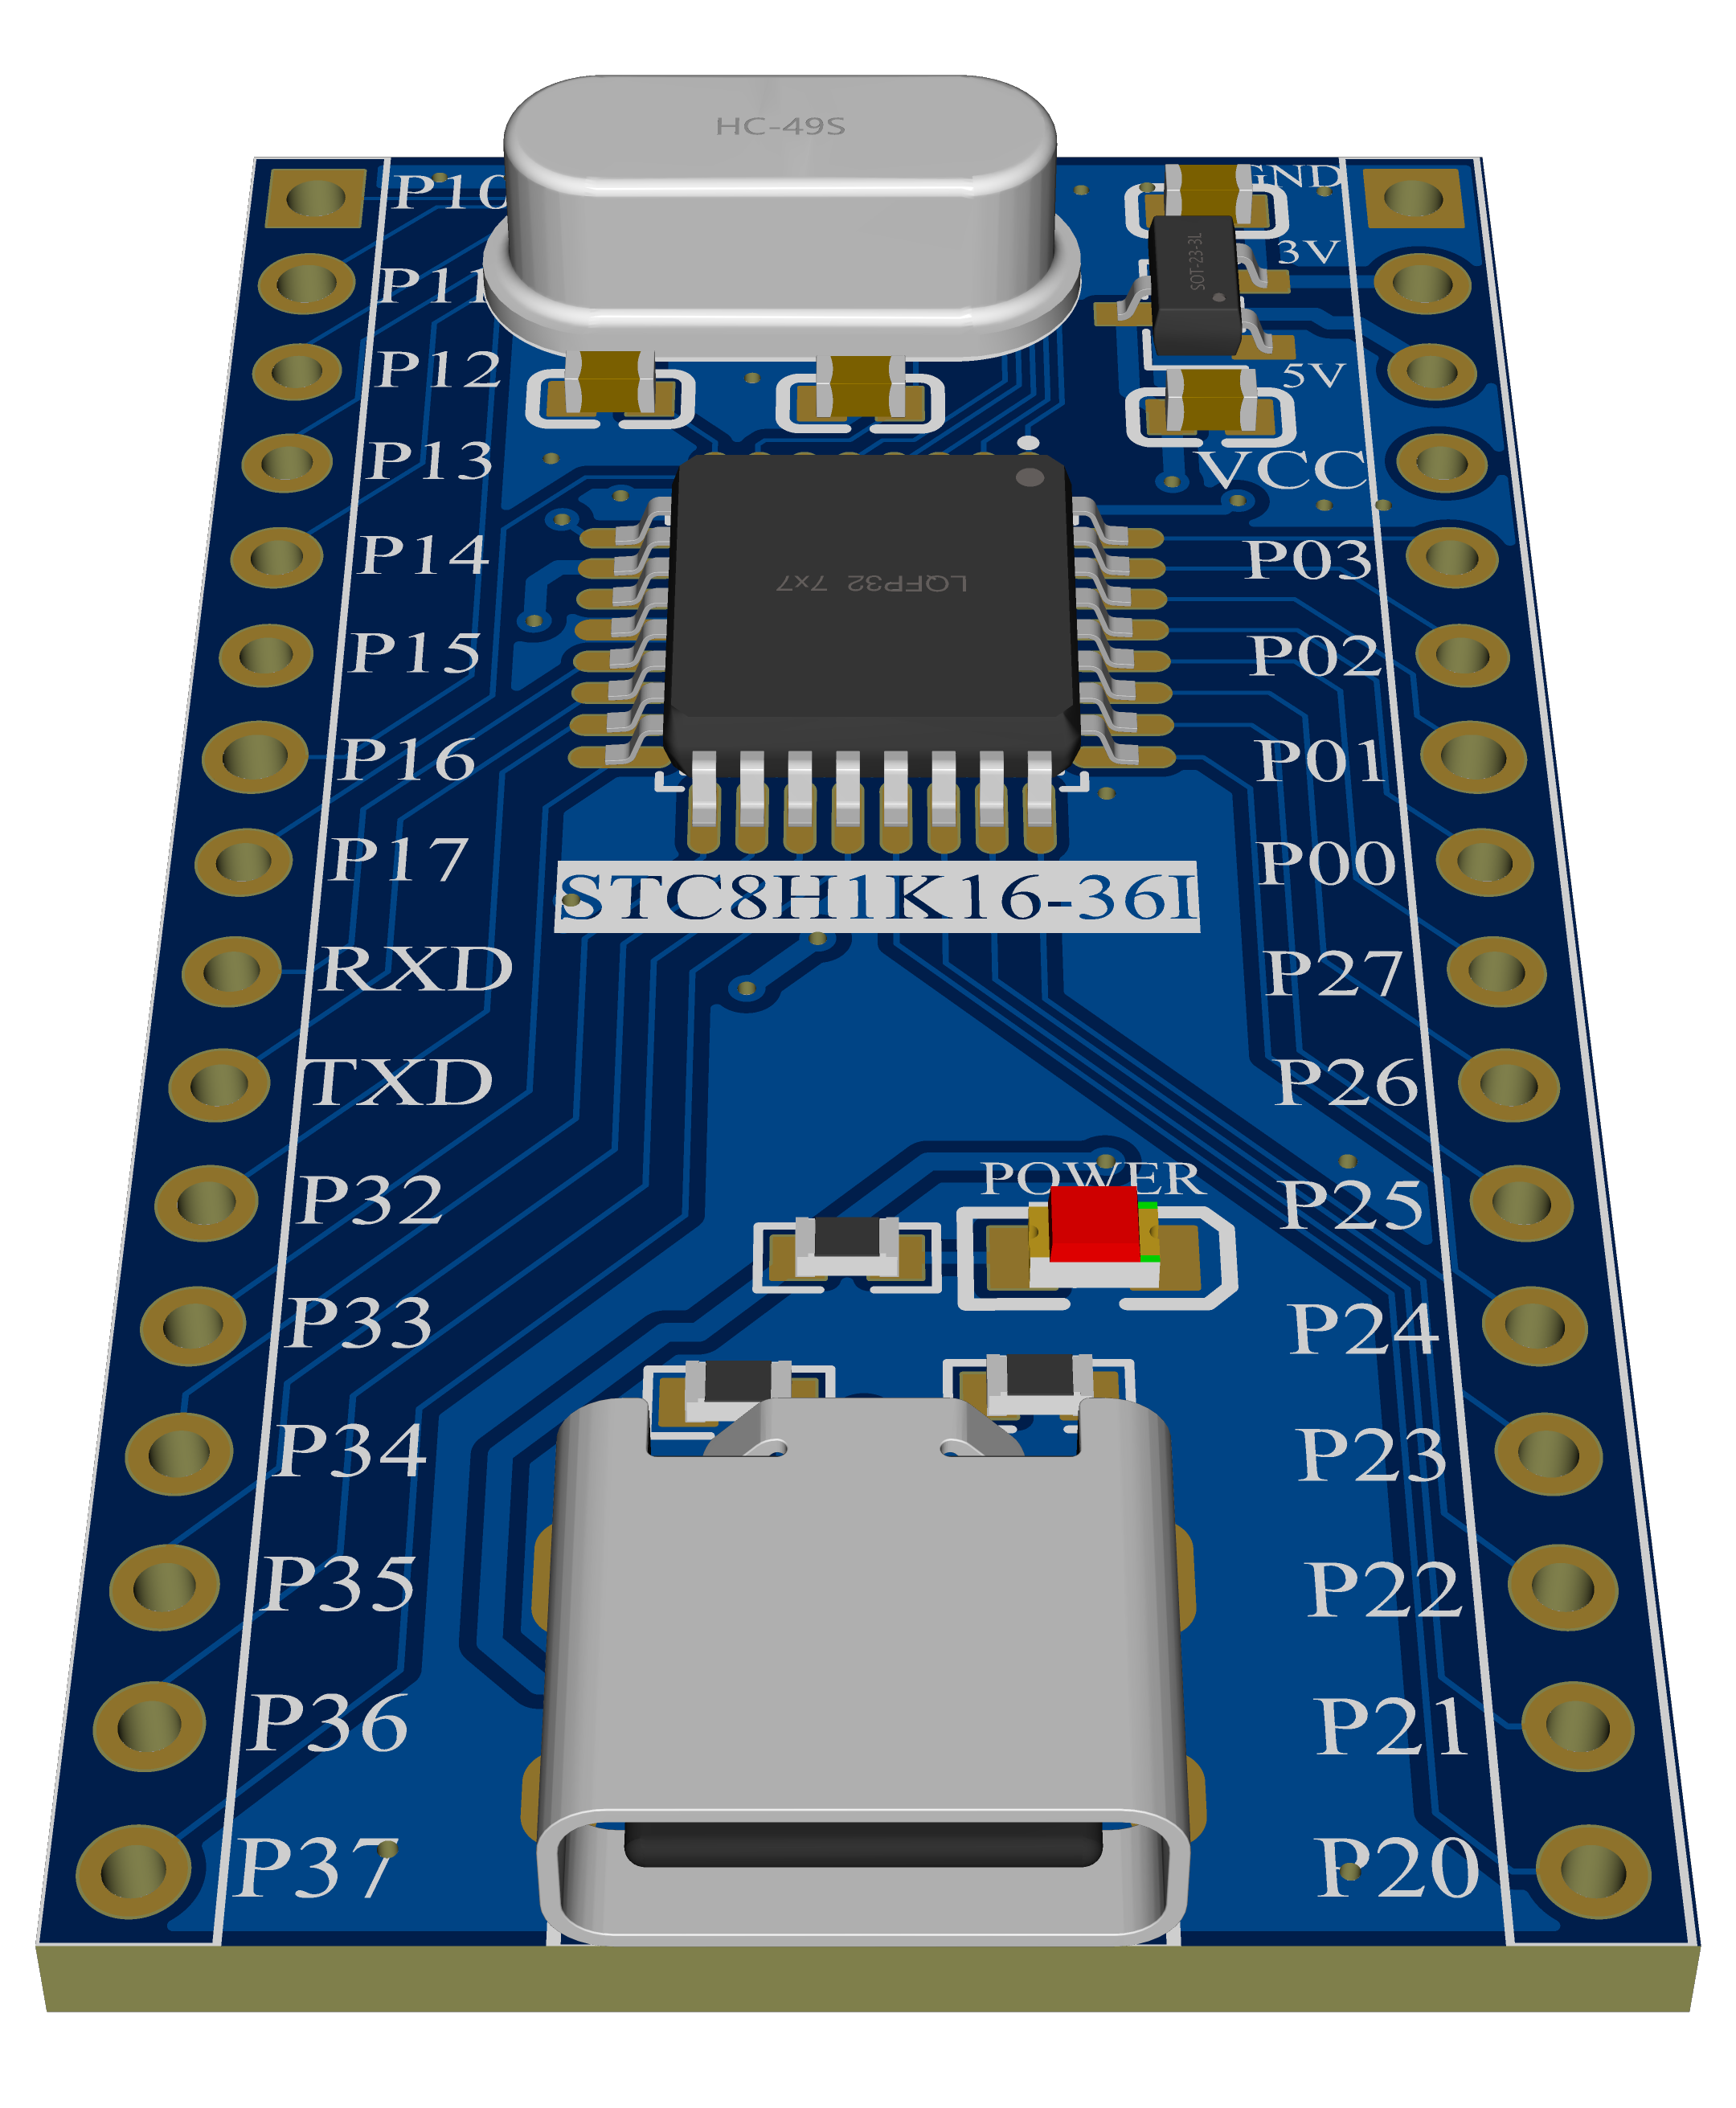 HC-49S
P10
GND
P11
SOT-23-3L
3V
P12
5V
P13
VCC
P14
LQFP32 7x7
P03
P15
P02
P16
P01
P17
P00
STC8H1K16-36I
RXD
P27
TXD
P26
P32
POWER
P25
P33
P24
P34
P23
P35
P22
P36
P21
P37
P20